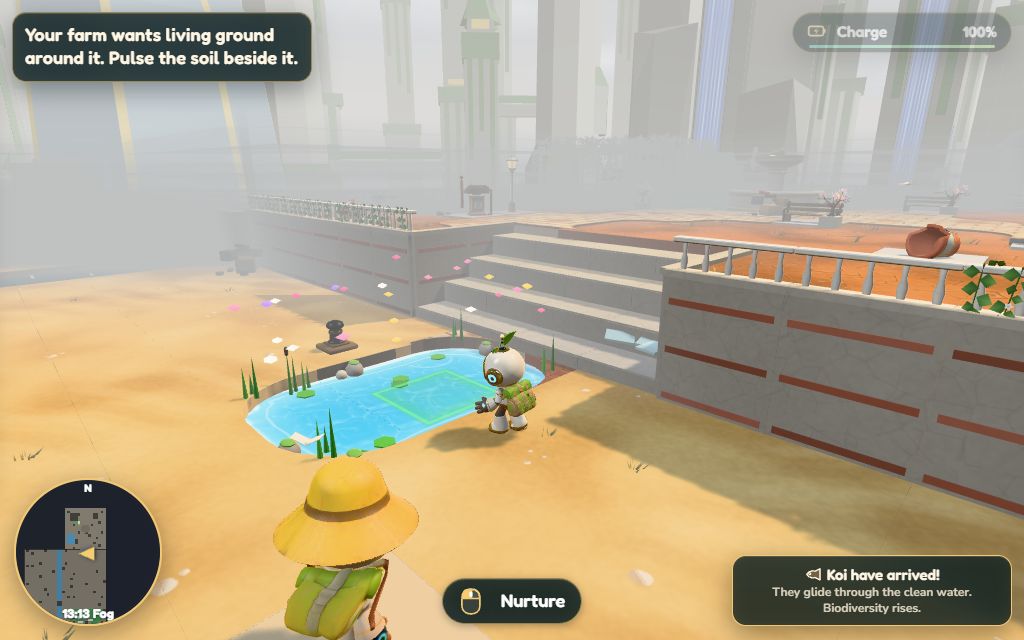 Your farm wants living ground
around it. Pulse the soil beside it.
Charge 100%
N
13:13 Fog
Nurture
Koi have arrived!
They glide through the clean water.
Biodiversity rises.